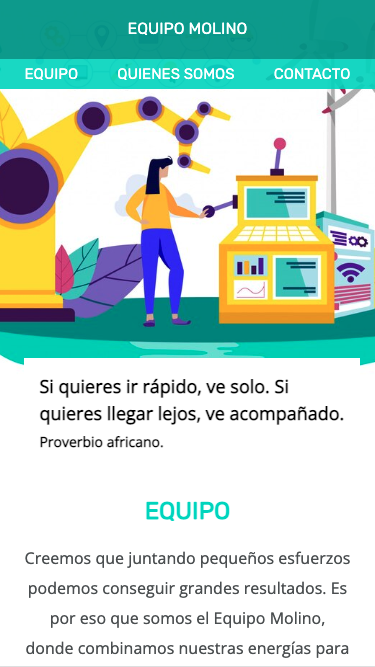 EQUIPO MOLINO
EQUIPO QUIENES SOMOS CONTACTO
Si quieres ir rápido, ve solo. Si
quieres llegar lejos, ve acompañado.
Proverbio africano.
EQUIPO
Creemos que juntando pequeños esfuerzos
podemos conseguir grandes resultados. Es
por eso que somos el Equipo Molino,
donde combinamos nuestras energías para